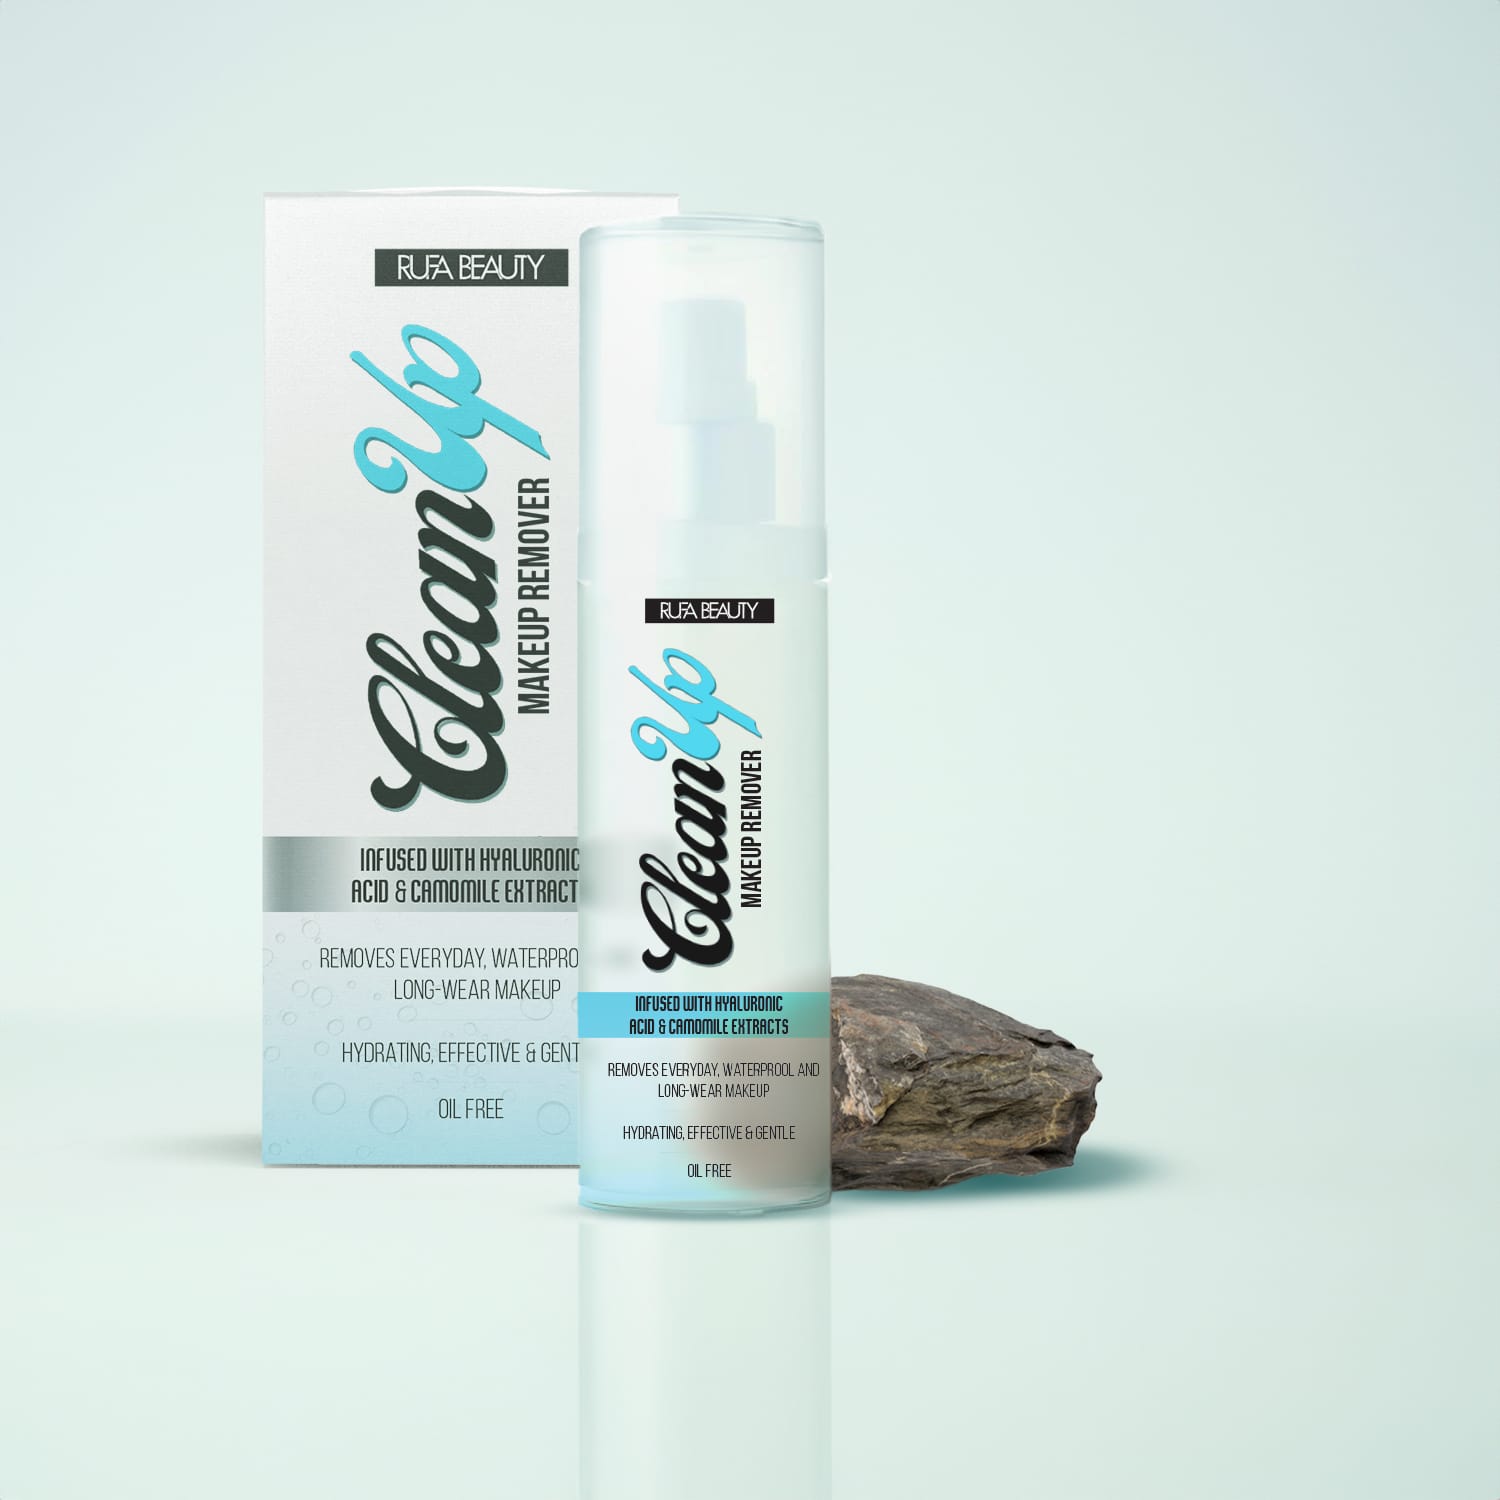 RUFA BEAUTY
Clean Up
MAKEUP REMOVER
INFUSED WITH HYALURONIC
ACID & CAMOMILE EXTRACT
REMOVES EVERYDAY, WATERPRO
LONG-WEAR MAKEUP
HYDRATING, EFFECTIVE & GENT
OIL FREE
RUFA BEAUTY
Clean Up
MAKEUP REMOVER
INFUSED WITH HYALURONIC
ACID & CAMOMILE EXTRACTS
REMOVES EVERYDAY, WATERPROOL AND
LONG-WEAR MAKEUP
HYDRATING, EFFECTIVE & GENTLE
OIL FREE